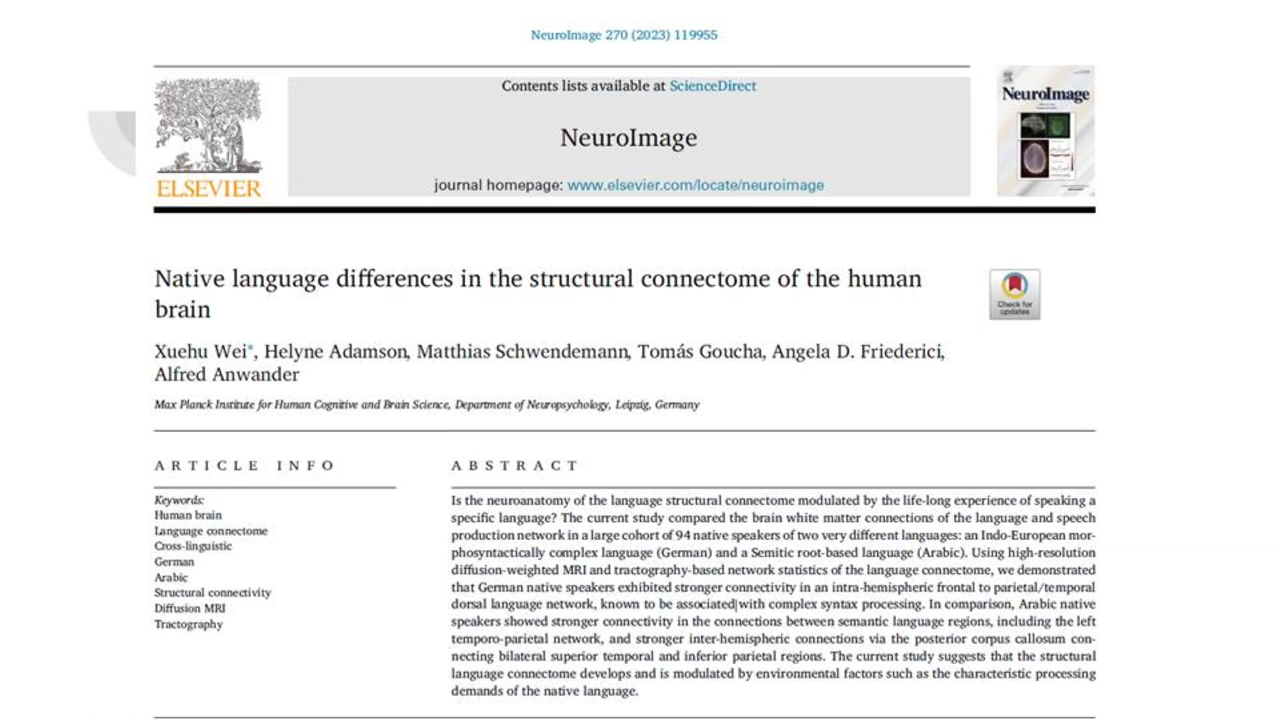 NeuroImage 270 (2023) 119955
Contents lists available at ScienceDirect
NeuroImage
journal homepage: www.elsevier.com/locate/neuroimage
ELSEVIER
NeuroImage
Native language differences in the structural connectome of the human
brain
Check for
updates
Xuehu Wei*, Helyne Adamson, Matthias Schwendemann, Tomás Goucha, Angela D. Friederici,
Alfred Anwander
Max Planck Institute for Human Cognitive and Brain Science, Department of Neuropsychology, Leipzig, Germany
ARTICLE INFO
Keywords:
Human brain
Language connectome
Cross-linguistic
German
Arabic
Structural connectivity
Diffusion MRI
Tractography
ABSTRACT
Is the neuroanatomy of the language structural connectome modulated by the life-long experience of speaking a
specific language? The current study compared the brain white matter connections of the language and speech
production network in a large cohort of 94 native speakers of two very different languages: an Indo-European mor-
phosyntactically complex language (German) and a Semitic root-based language (Arabic). Using high-resolution
diffusion-weighted MRI and tractography-based network statistics of the language connectome, we demonstrated
that German native speakers exhibited stronger connectivity in an intra-hemispheric frontal to parietal/temporal
dorsal language network, known to be associated with complex syntax processing. In comparison, Arabic native
speakers showed stronger connectivity in the connections between semantic language regions, including the left
temporo-parietal network, and stronger inter-hemispheric connections via the posterior corpus callosum con-
necting bilateral superior temporal and inferior parietal regions. The current study suggests that the structural
language connectome develops and is modulated by environmental factors such as the characteristic processing
demands of the native language.